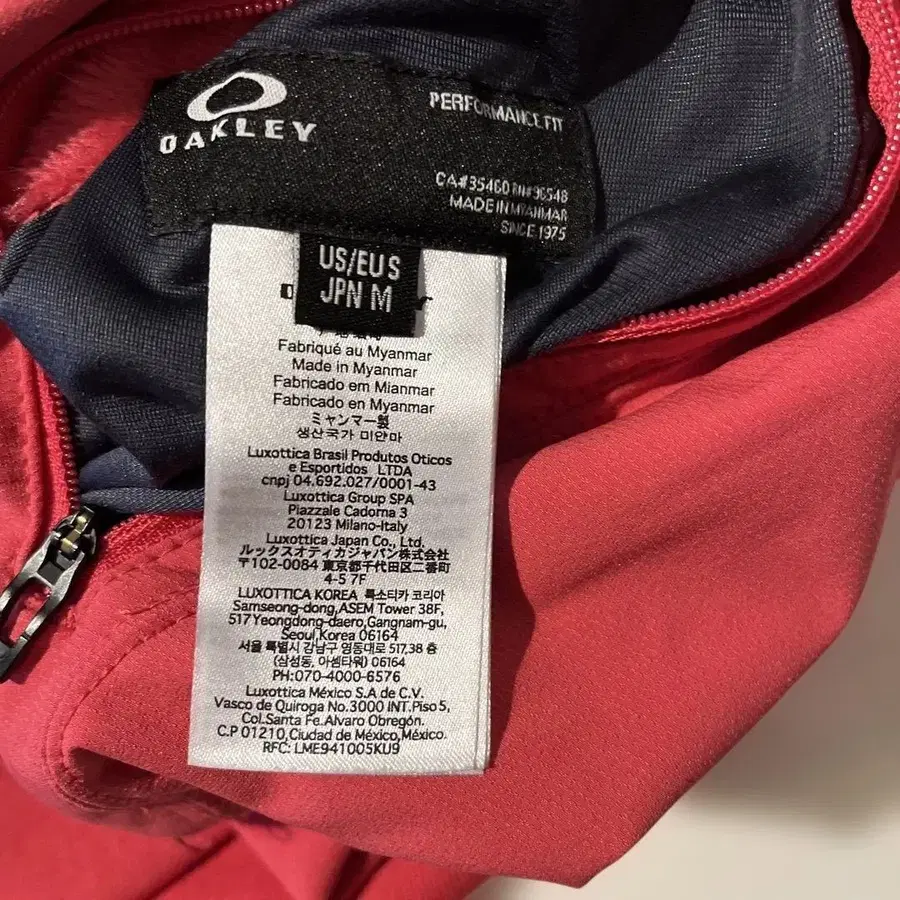 OAKLEY
PERFORMANCE FIT
CA#35460 RN#96548
MADE IN MYANMAR
SINCE 1975
US/EU S
JPN M
Fabriqué au Myanmar
Made in Myanmar
Fabricado em Mianmar
Fabricado en Myanmar
ミャンマー製
생산국가 미얀마
Luxottica Brasil Produtos Oticos
e Esportidos LTDA
cnpj 04.692.027/0001-43
Luxottica Group SPA
Piazzale Cadorna 3
20123 Milano-Italy
Luxottica Japan Co., Ltd.
ルックスオティカジャパン株式会社
〒102-0084 東京都千代田区二番町
4-5 7F
LUXOTTICA KOREA 룩소티카 코리아
Samseong-dong,ASEM Tower 38F,
517 Yeongdong-daero,Gangnam-gu,
Seoul,Korea 06164
서울 특별시 강남구 영동대로 517,38 층
(삼성동, 아셈타워) 06164
PH:070-4000-6576
Luxottica México S.A de C.V.
Vasco de Quiroga No.3000 INT.Piso 5,
Col.Santa Fe.Alvaro Obregón.
C.P 01210,Ciudad de México,México.
RFC: LME941005KU9